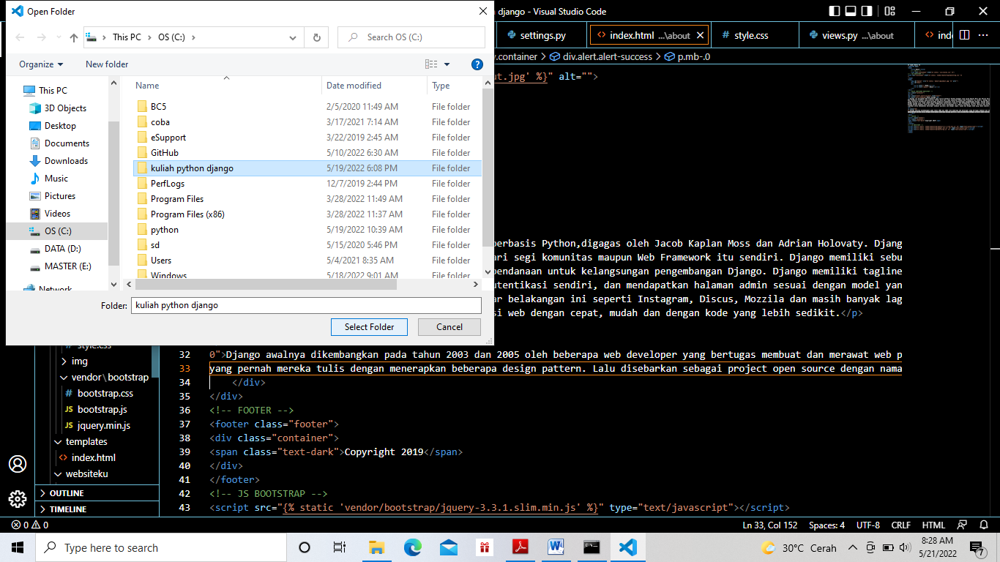 Open Folder
django - Visual Studio Code
This PC
OS (C:)
Search OS (C:)
settings.py
index.html ...\about
style.css
views.py ...\about
Organize
New folder
.container > div.alert.alert-success > p.mb-.0
ut.jpg' %}" alt="">
This PC
3D Objects
Desktop
Documents
Downloads
Music
Pictures
Videos
OS (C:)
DATA (D:)
MASTER (E:)
Network
Name Date modified Type
BC5 2/5/2020 11:49 AM File folder
coba 3/17/2021 7:14 AM File folder
eSupport 3/22/2019 2:45 AM File folder
GitHub 5/10/2022 6:30 AM File folder
kuliah python django 5/19/2022 6:08 PM File folder
PerfLogs 12/7/2019 2:44 PM File folder
Program Files 3/28/2022 11:49 AM File folder
Program Files (x86) 3/28/2022 11:37 AM File folder
python 5/19/2022 10:39 AM File folder
sd 5/15/2020 5:46 PM File folder
Users 5/4/2021 8:35 AM File folder
Windows 5/18/2022 9:01 AM File folder
Folder: kuliah python django
Select Folder
Cancel
berbasis Python,digagas oleh Jacob Kaplan Moss dan Adrian Holovaty. Djang
ari segi komunitas maupun Web Framework itu sendiri. Django memiliki sebu
pendanaan untuk kelangsungan pengembangan Django. Django memiliki tagline
utentikasi sendiri, dan mendapatkan halaman admin sesuai dengan model yan
ar belakangan ini seperti Instagram, Discus, Mozzila dan masih banyak lag
si web dengan cepat, mudah dan dengan kode yang lebih sedikit.</p>
style.css
img
vendor\bootstrap
bootstrap.css
bootstrap.js
jquery.min.js
templates
index.html
websiteku
OUTLINE
TIMELINE
32 0">Django awalnya dikembangkan pada tahun 2003 dan 2005 oleh beberapa web developer yang bertugas membuat dan merawat web p
33 yang pernah mereka tulis dengan menerapkan beberapa design pattern. Lalu disebarkan sebagai project open source dengan nama
34 </div>
35 </div>
36 <!-- FOOTER -->
37 <footer class="footer">
38 <div class="container">
39 <span class="text-dark">Copyright 2019</span>
40 </div>
41 </footer>
42 <!-- JS BOOTSTRAP -->
43 <script src="{% static 'vendor/bootstrap/jquery-3.3.1.slim.min.js' %}" type="text/javascript"></script>
0 0
Ln 33, Col 152 Spaces: 4 UTF-8 CRLF HTML
Type here to search
30°C Cerah
8:28 AM
5/21/2022
7